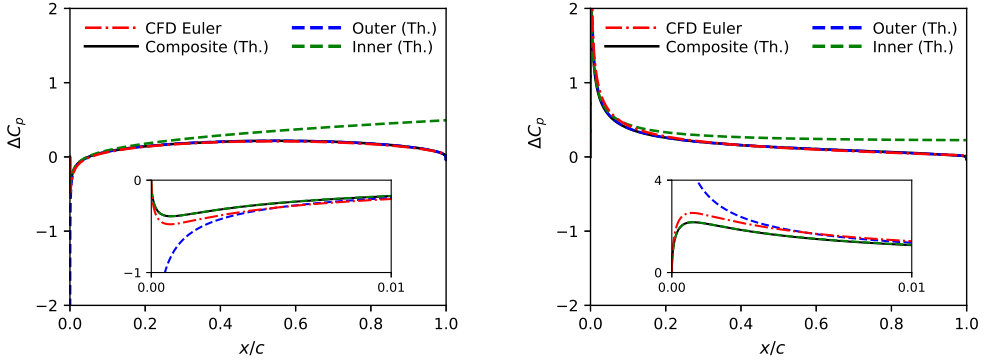 CFD Euler
Composite (Th.)
Outer (Th.)
Inner (Th.)
ΔCp
2
1
0
−1
−2
0
−1
0.00
0.01
0.0
0.2
0.4
0.6
0.8
1.0
x/c
CFD Euler
Composite (Th.)
Outer (Th.)
Inner (Th.)
ΔCp
2
1
0
−1
−2
4
0
0.00
0.01
0.0
0.2
0.4
0.6
0.8
1.0
x/c